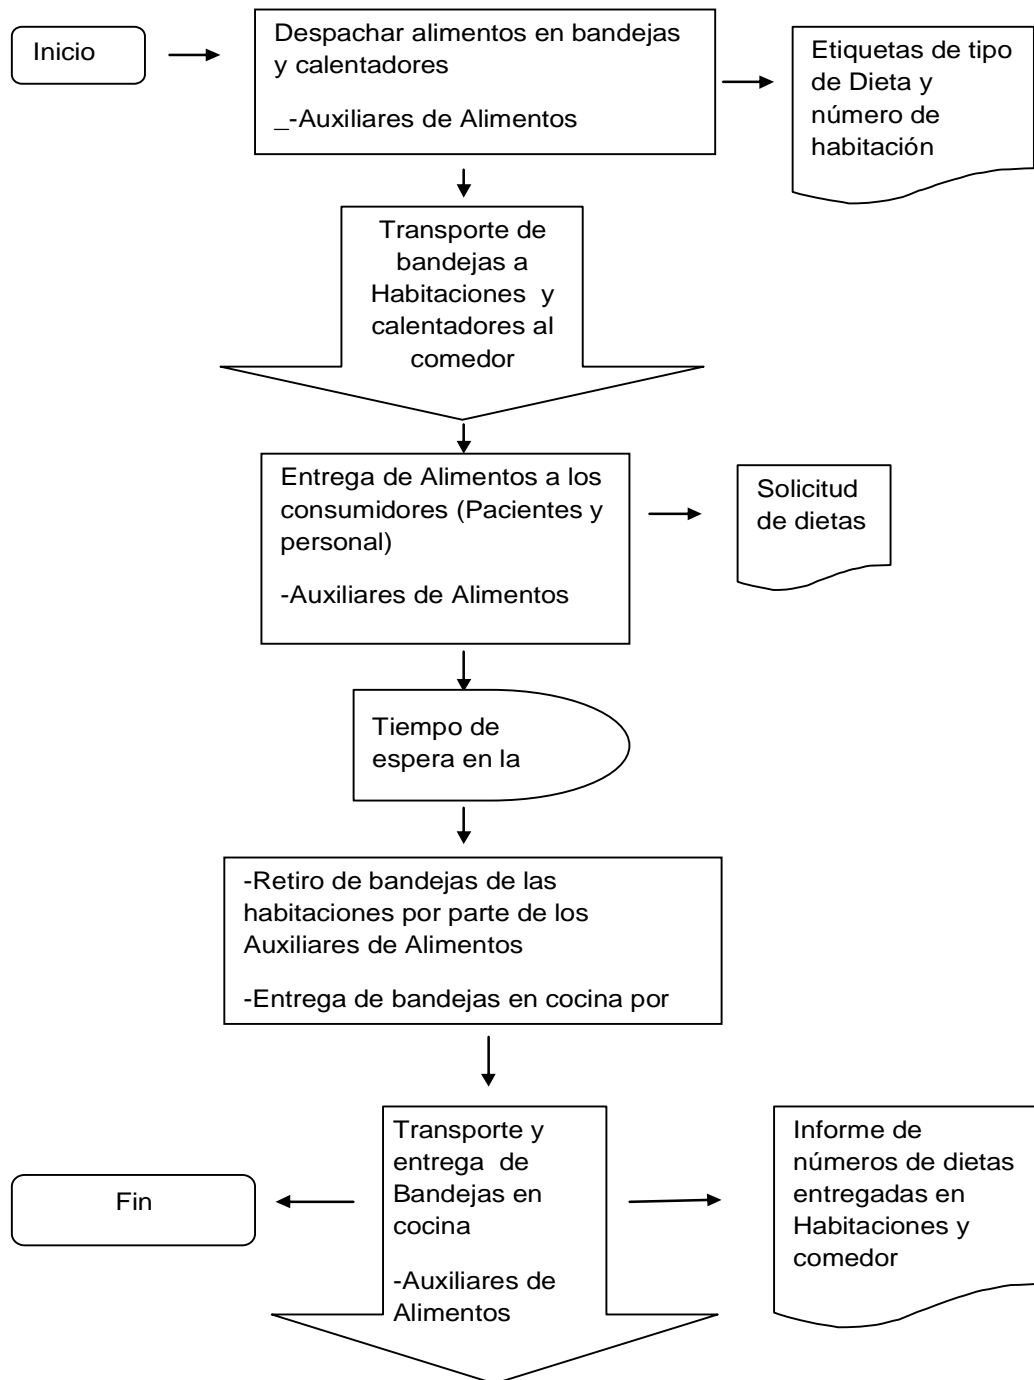 Inicio
Despachar alimentos en bandejas
y calentadores
_-Auxiliares de Alimentos
Etiquetas de tipo
de Dieta y
número de
habitación
Transporte de
bandejas a
Habitaciones y
calentadores al
comedor
Entrega de Alimentos a los
consumidores (Pacientes y
personal)
-Auxiliares de Alimentos
Solicitud
de dietas
Tiempo de
espera en la
-Retiro de bandejas de las
habitaciones por parte de los
Auxiliares de Alimentos
-Entrega de bandejas en cocina por
Transporte y
entrega de
Bandejas en
cocina
-Auxiliares de
Alimentos
Informe de
números de dietas
entregadas en
Habitaciones y
comedor
Fin